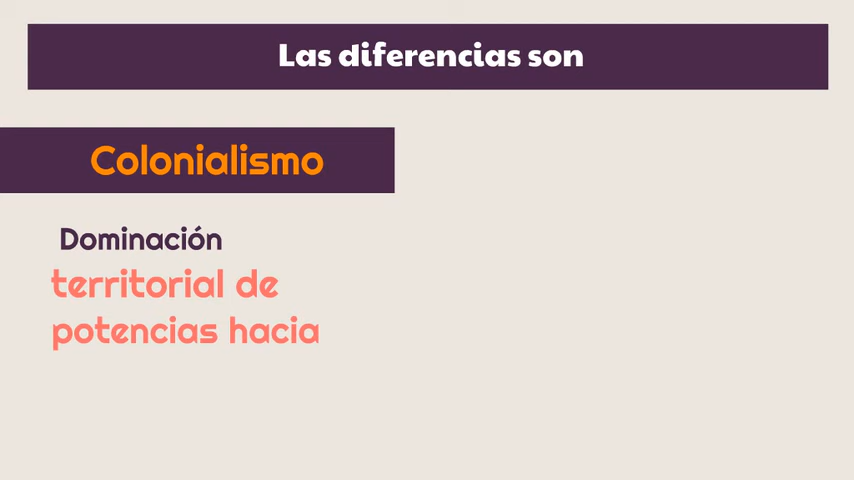 Las diferencias son
Colonialismo
Dominación
territorial de
potencias hacia